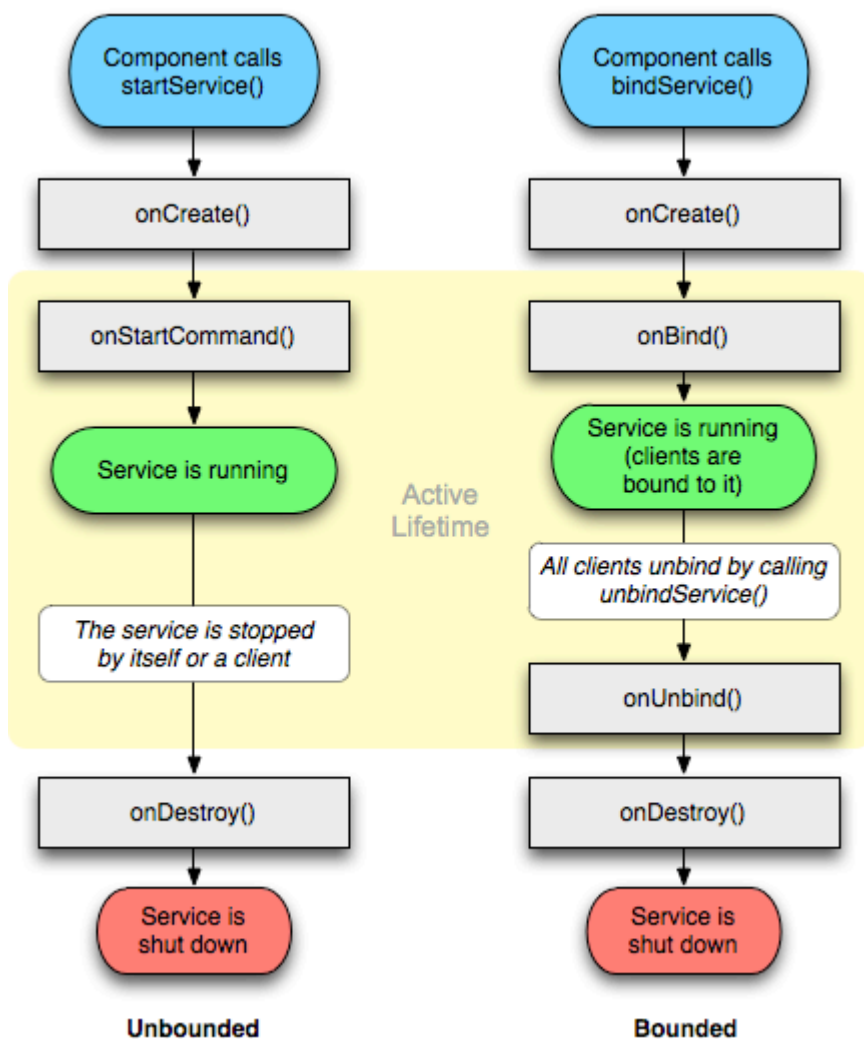 Component calls
startService()
onCreate()
onStartCommand()
Service is running
The service is stopped
by itself or a client
onDestroy()
Service is
shut down
Unbounded
Active
Lifetime
Component calls
bindService()
onCreate()
onBind()
Service is running
(clients are
bound to it)
All clients unbind by calling
unbindService()
onUnbind()
onDestroy()
Service is
shut down
Bounded